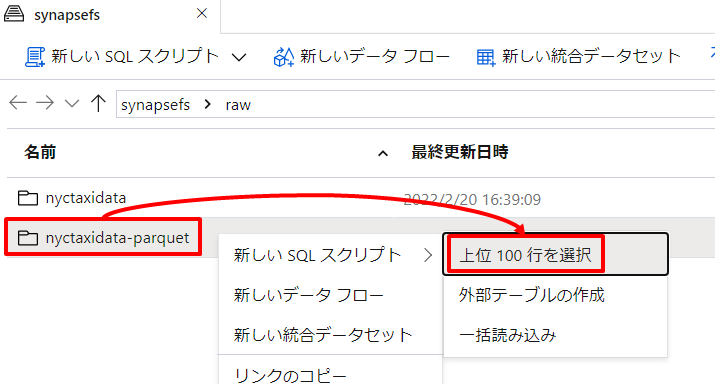 synapsefs
新しい SQL スクリプト 新しいデータ フロー 新しい統合データセット
synapsefs raw
名前 最終更新日時
nyctaxidata 2022/2/20 16:39:09
nyctaxidata-parquet
新しい SQL スクリプト 上位 100 行を選択
新しいデータ フロー 外部テーブルの作成
新しい統合データセット 一括読み込み
リンクのコピー